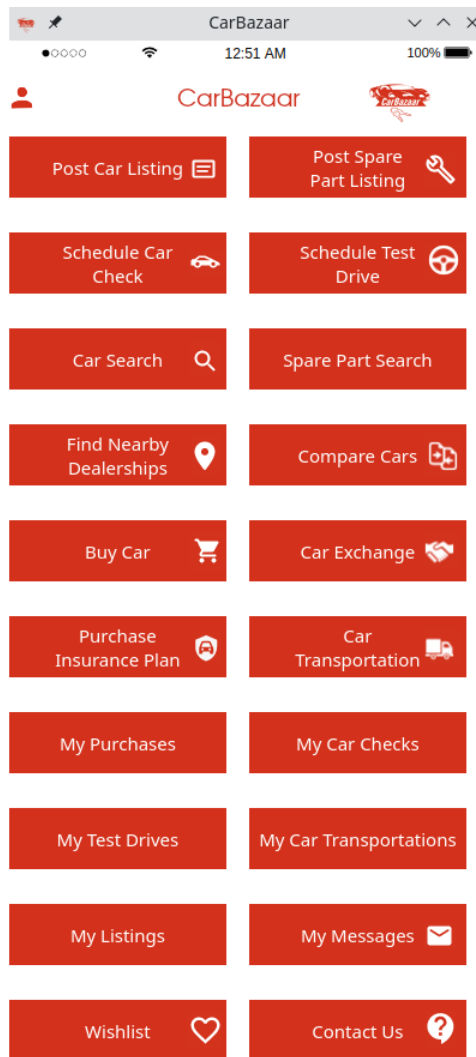 CarBazaar
12:51 AM
100%
CarBazaar
CarBazaar
Post Car Listing
Post Spare
Part Listing
Schedule Car
Check
Schedule Test
Drive
Car Search
Spare Part Search
Find Nearby
Dealerships
Compare Cars
Buy Car
Car Exchange
Purchase
Insurance Plan
Car
Transportation
My Purchases
My Car Checks
My Test Drives
My Car Transportations
My Listings
My Messages
Wishlist
Contact Us